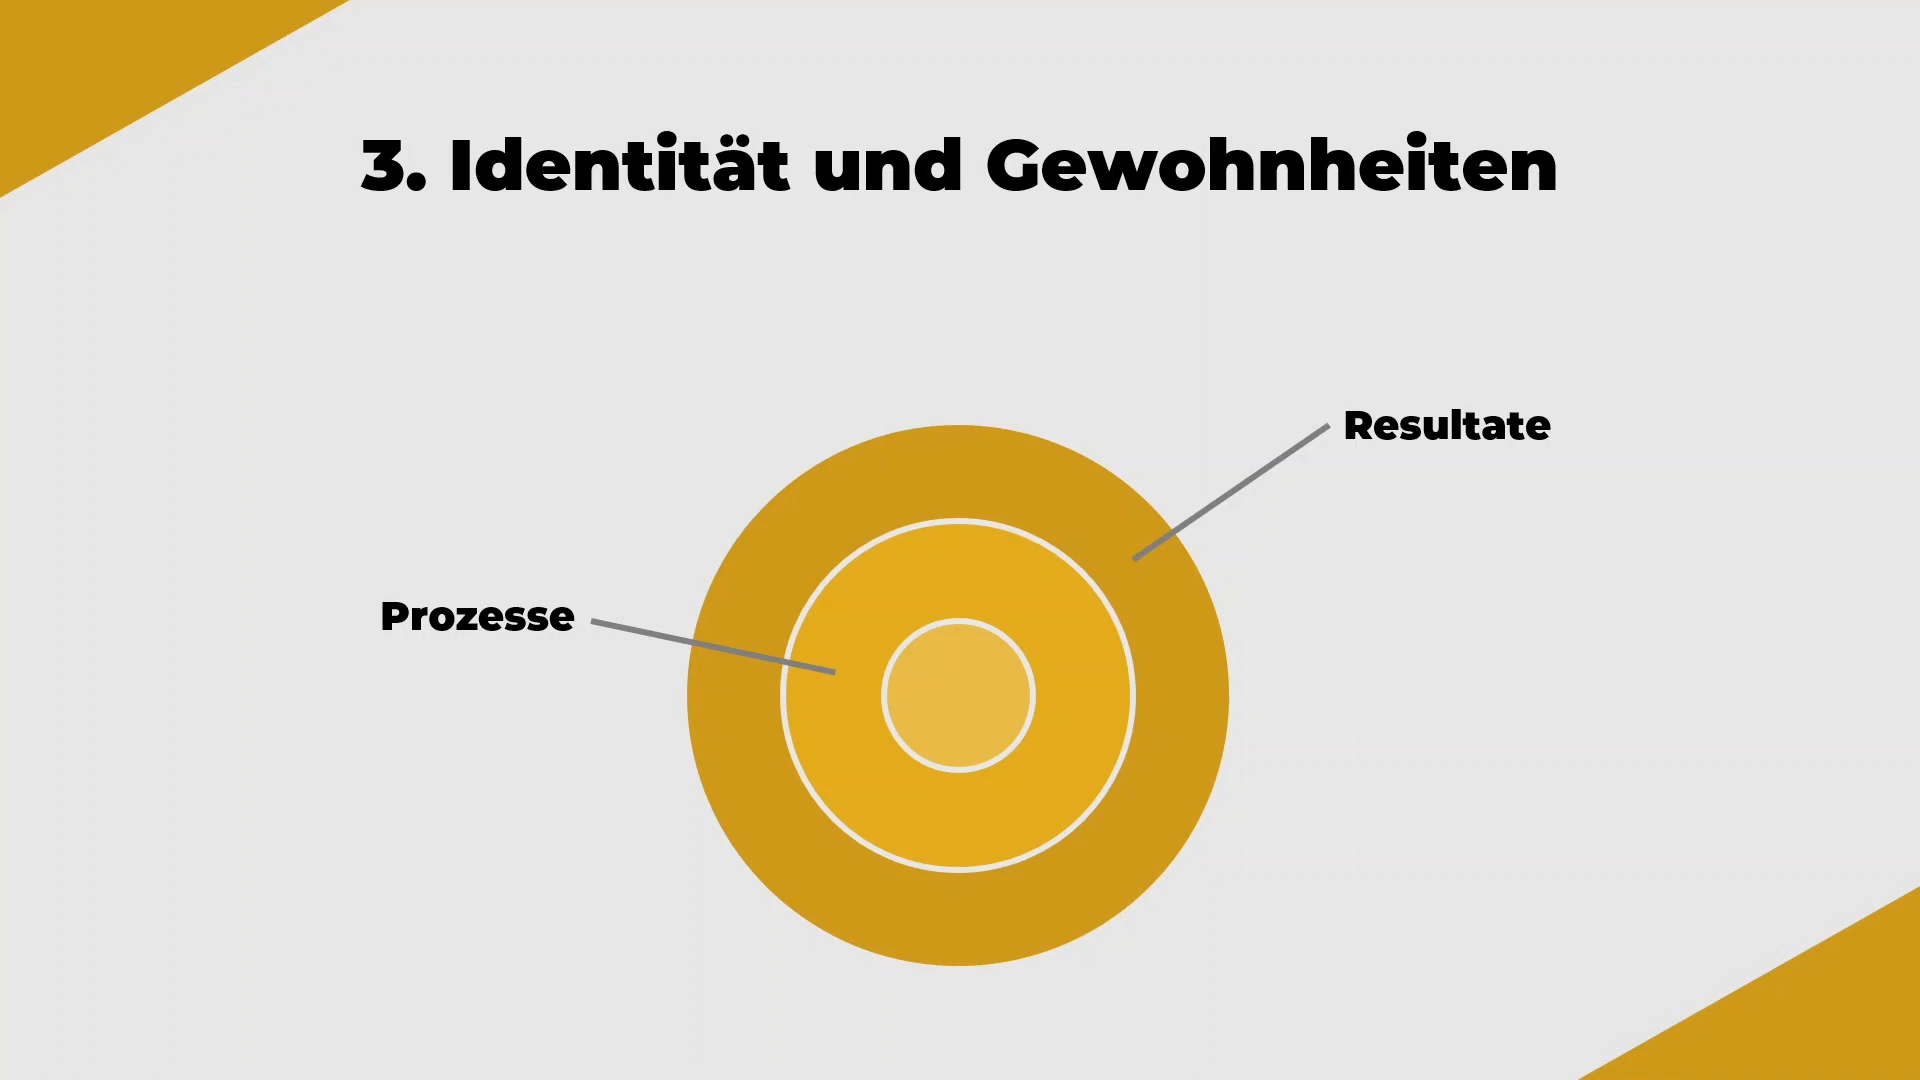 3. Identität und Gewohnheiten
Resultate
Prozesse